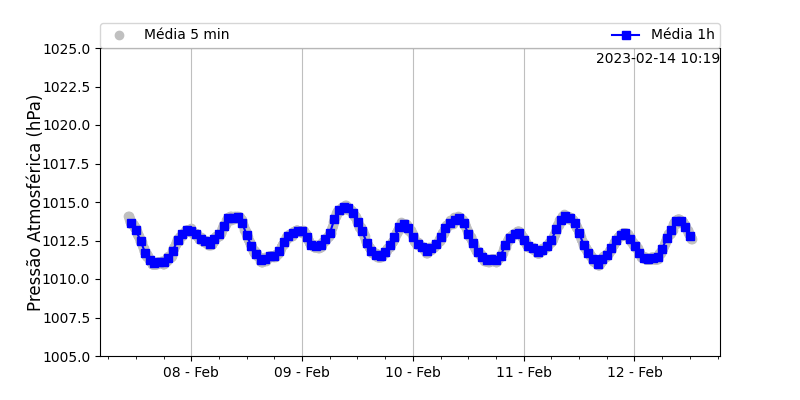 Média 5 min
Média 1h
2023-02-14 10:19
Pressão Atmosférica (hPa)
1025.0
1022.5
1020.0
1017.5
1015.0
1012.5
1010.0
1007.5
1005.0
08 - Feb
09 - Feb
10 - Feb
11 - Feb
12 - Feb